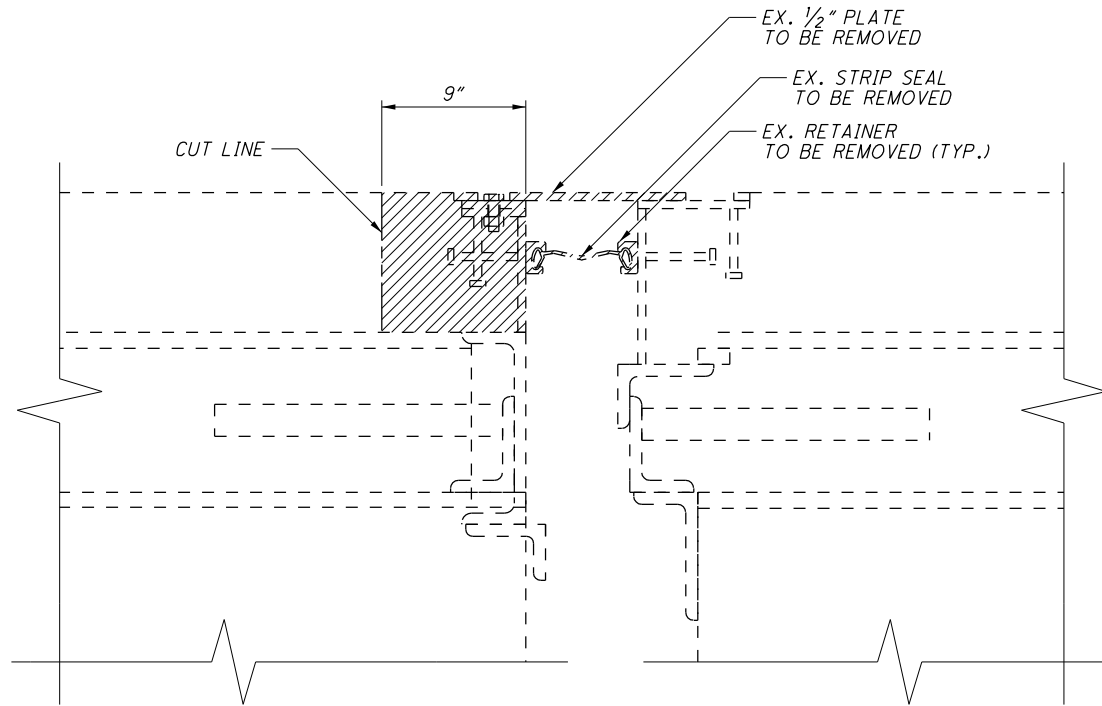 EX. 1/2" PLATE
TO BE REMOVED
EX. STRIP SEAL
TO BE REMOVED
9"
EX. RETAINER
TO BE REMOVED (TYP.)
CUT LINE